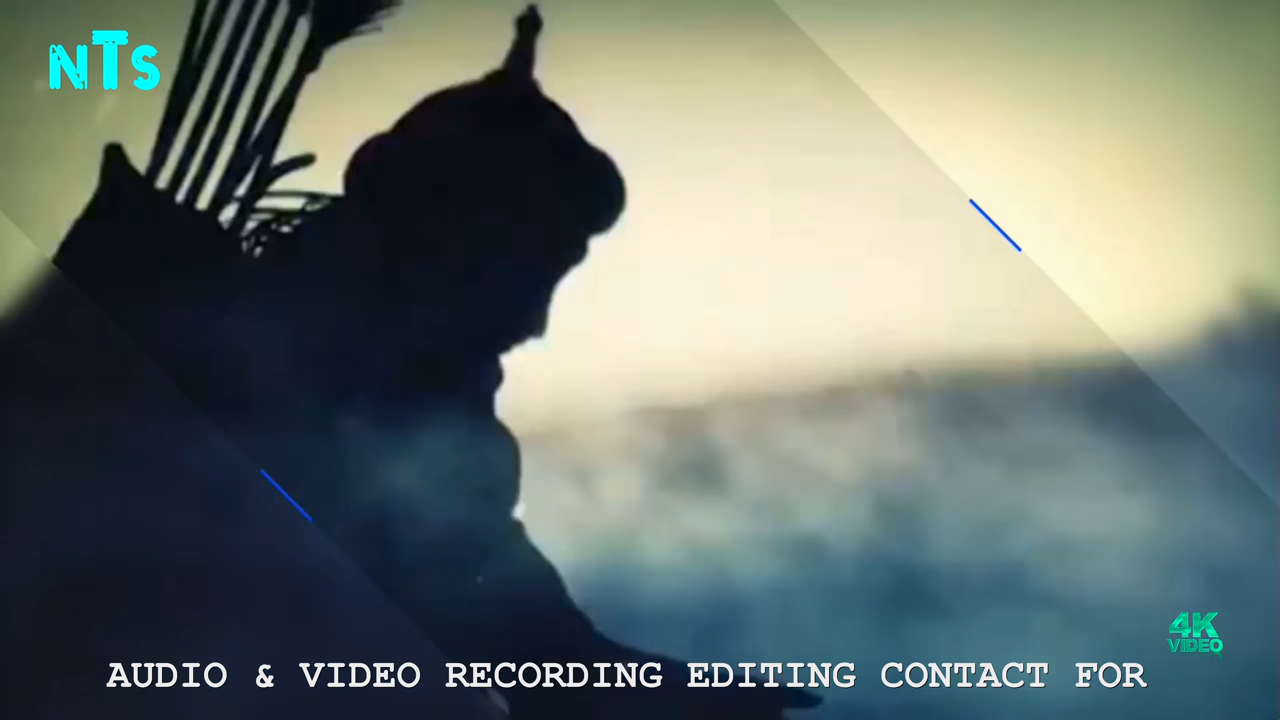 NTS
4K
VIDEO
AUDIO & VIDEO RECORDING EDITING CONTACT FOR